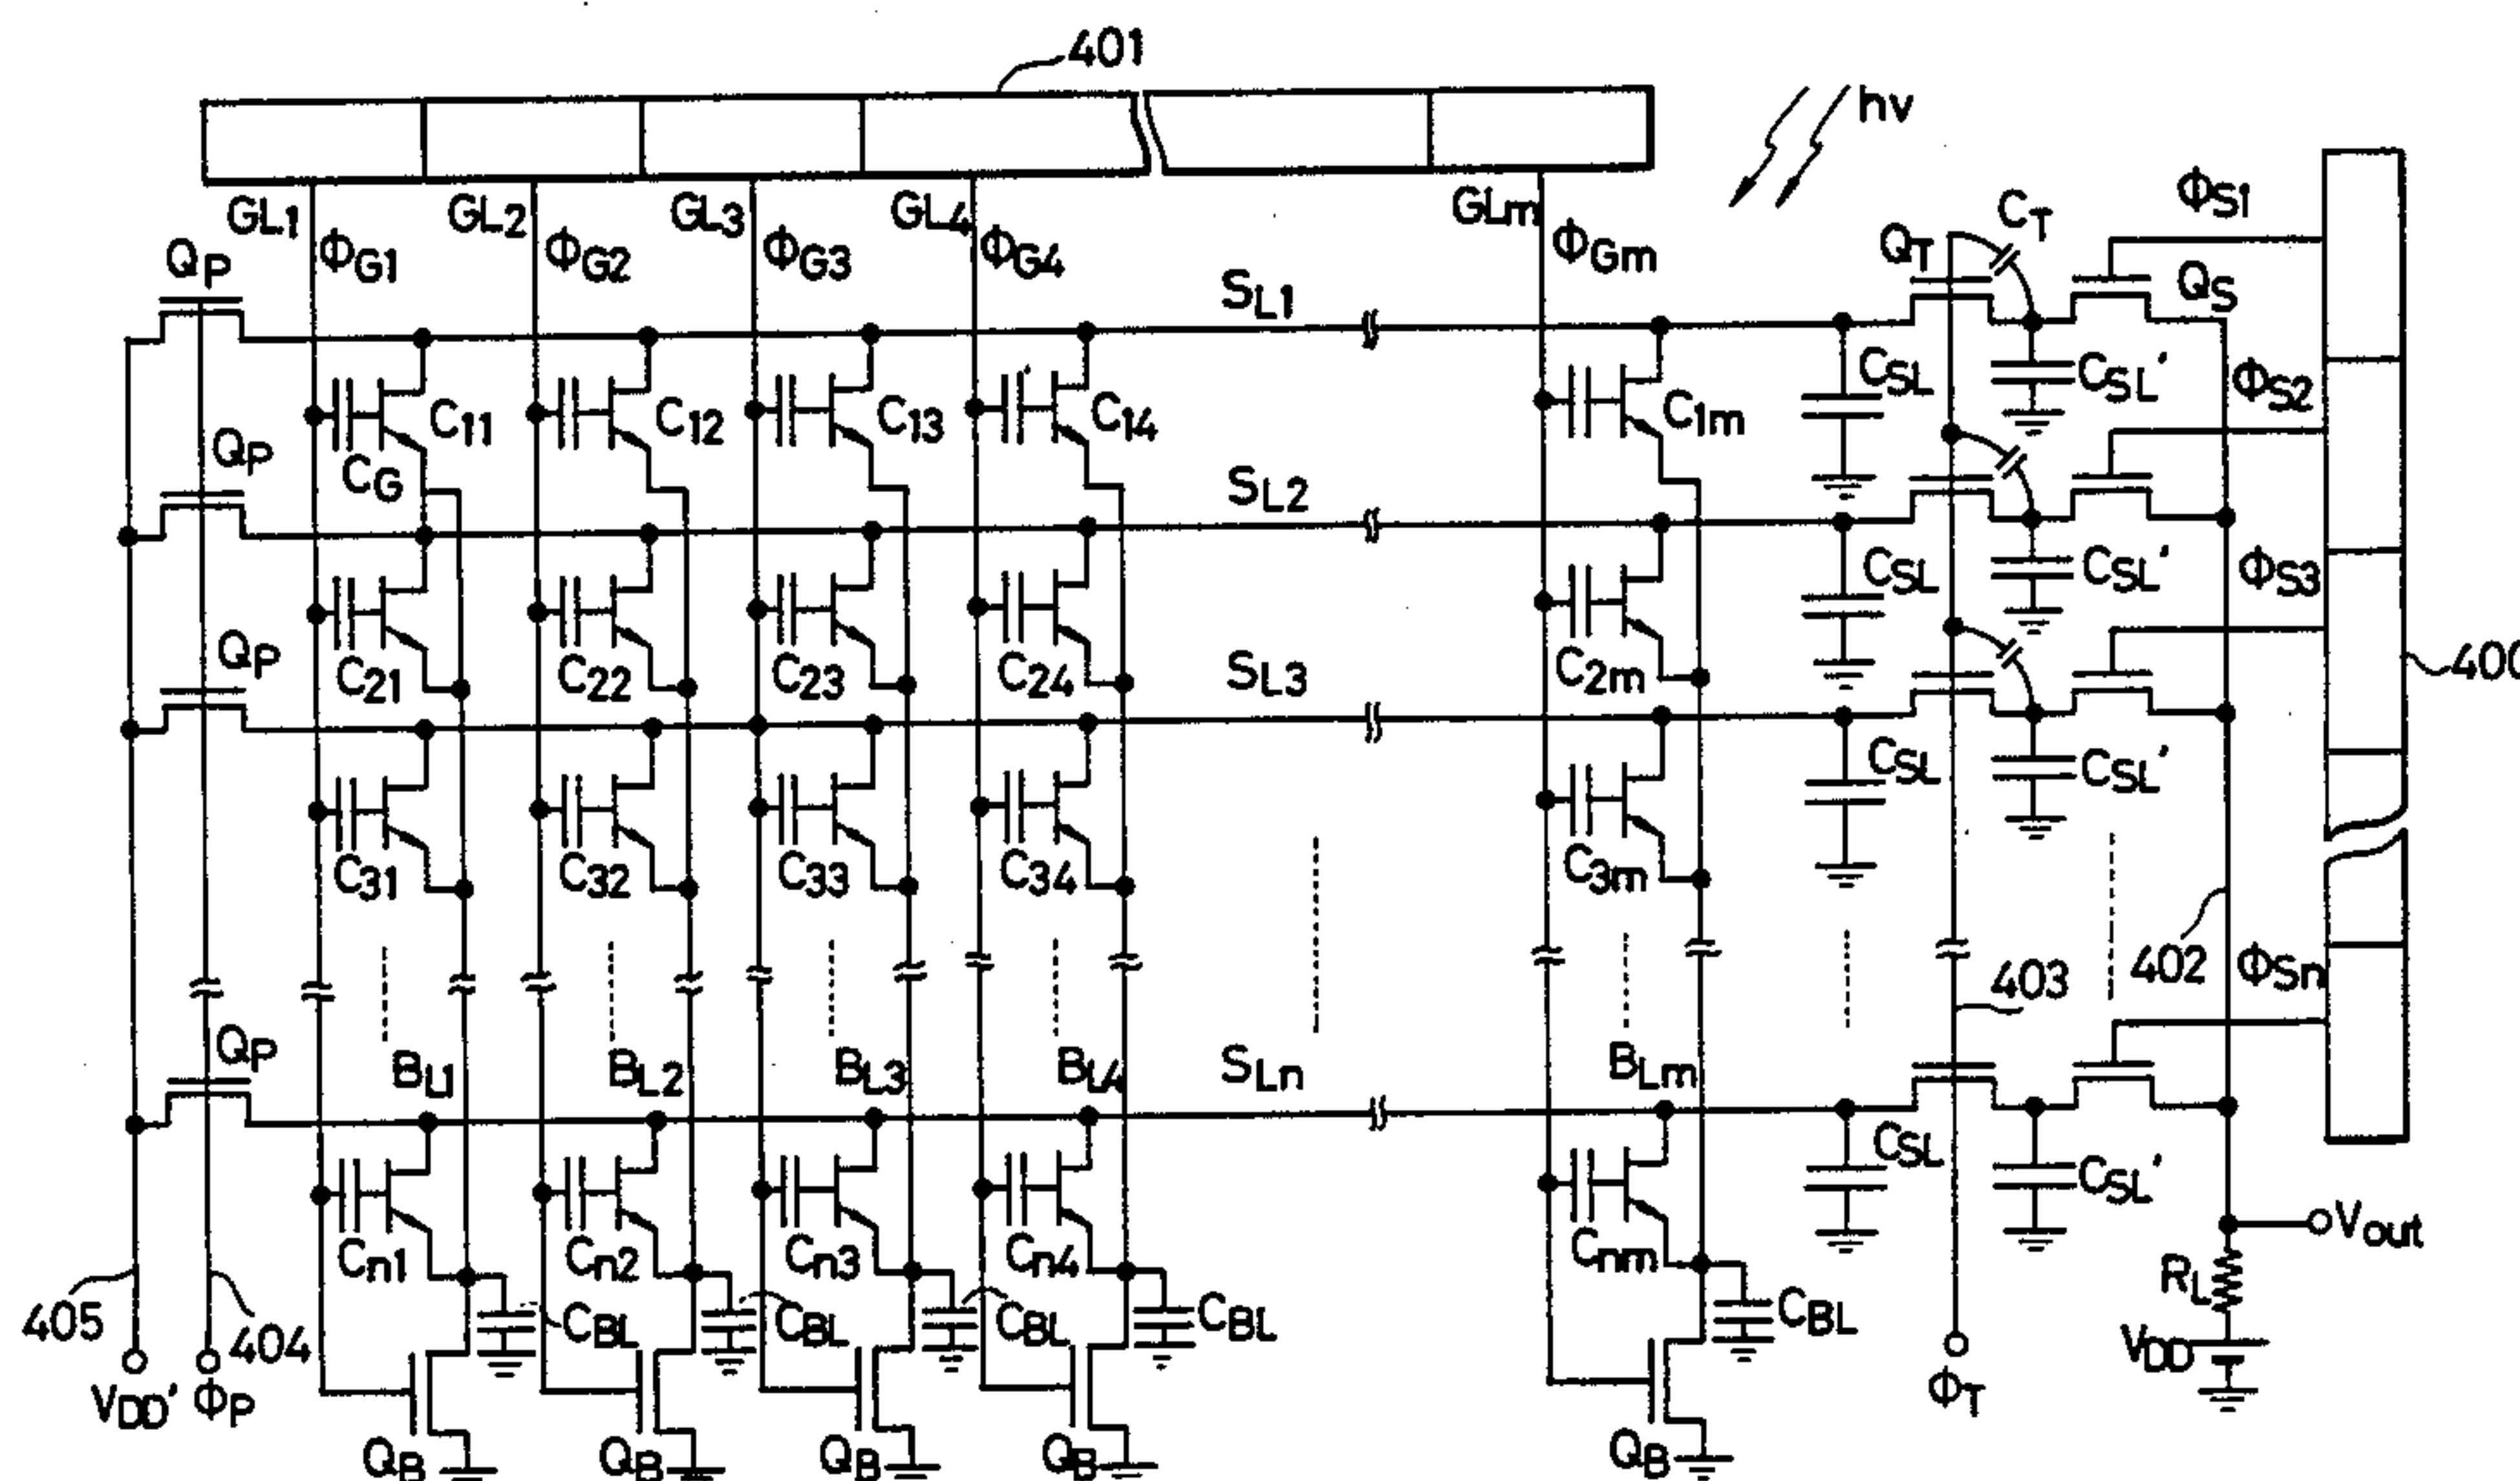 401
hν
GL1 GL2 GL3 GL4 GLm
ΦG1 ΦG2 ΦG3 ΦG4 ΦGm
QP QT CT ΦS1
SL1 QS
C11 C12 C13 C14 C1m CSL CSL' ΦS2
CG
QP SL2
CSL CSL' ΦS3
QP C21 C22 C23 C24 SL3 C2m 400
CSL CSL'
C31 C32 C33 C34 C3m
403 402 ΦSn
QP BL1 BL2 BL3 BL4 SLn BLm
CSL CSL'
Cn1 Cn2 Cn3 Cn4 Cnm Vout
RL
405 404 CBL CBL CBL CBL CBL
VDD
VDD' ΦP ΦT
QB QB QB QB QB